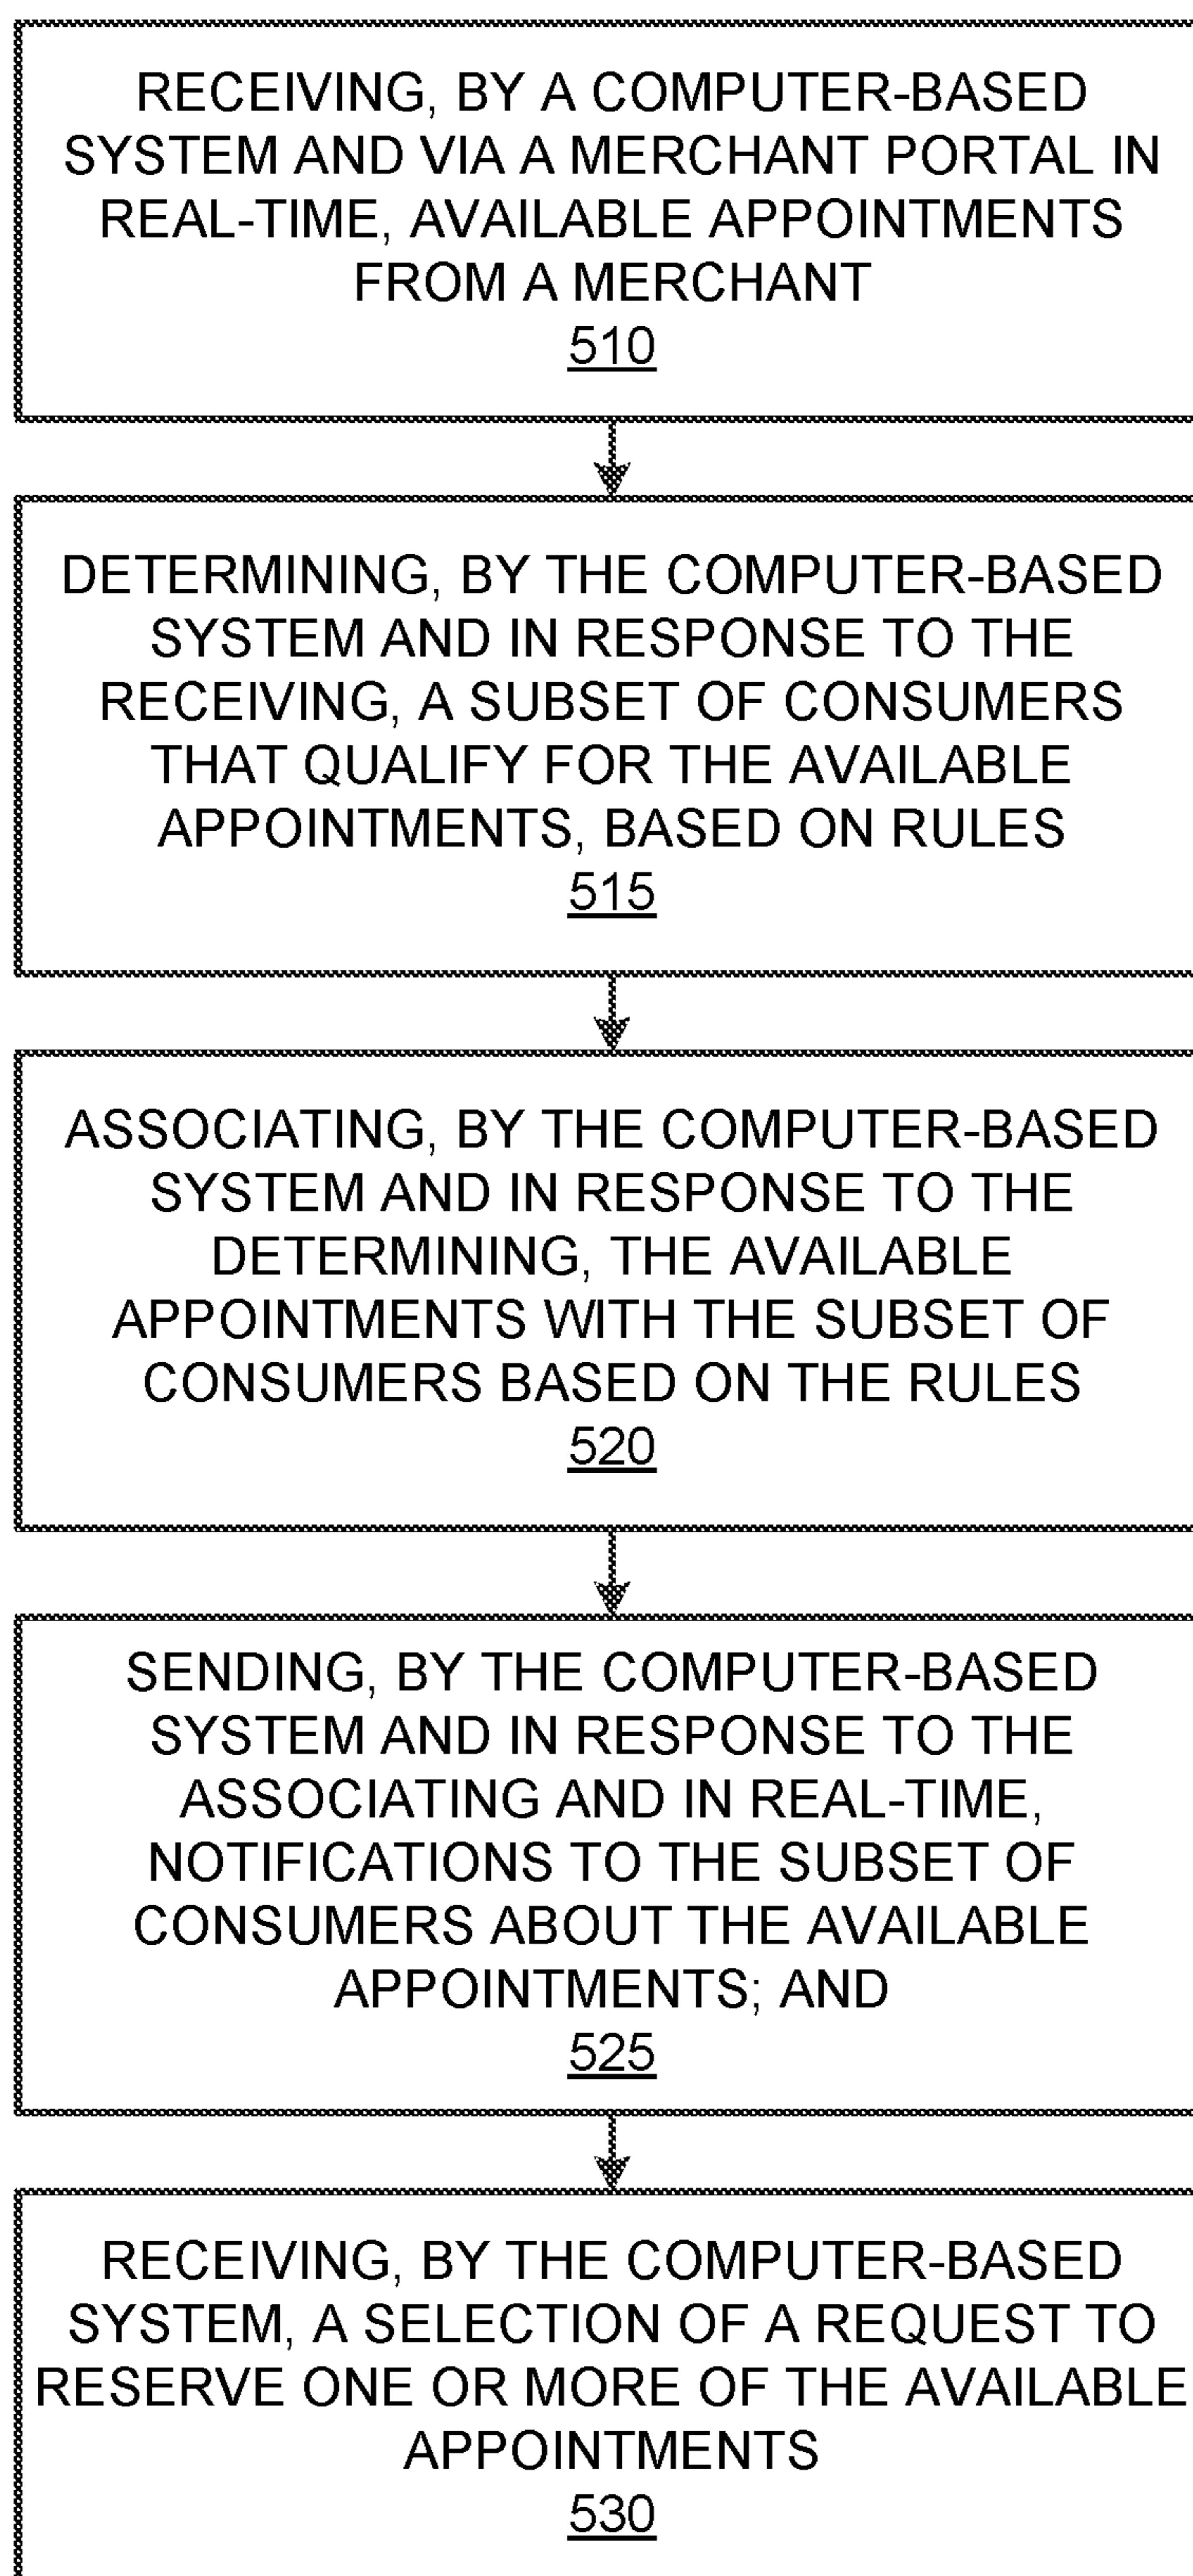 RECEIVING, BY A COMPUTER-BASED
SYSTEM AND VIA A MERCHANT PORTAL IN
REAL-TIME, AVAILABLE APPOINTMENTS
FROM A MERCHANT
510
DETERMINING, BY THE COMPUTER-BASED
SYSTEM AND IN RESPONSE TO THE
RECEIVING, A SUBSET OF CONSUMERS
THAT QUALIFY FOR THE AVAILABLE
APPOINTMENTS, BASED ON RULES
515
ASSOCIATING, BY THE COMPUTER-BASED
SYSTEM AND IN RESPONSE TO THE
DETERMINING, THE AVAILABLE
APPOINTMENTS WITH THE SUBSET OF
CONSUMERS BASED ON THE RULES
520
SENDING, BY THE COMPUTER-BASED
SYSTEM AND IN RESPONSE TO THE
ASSOCIATING AND IN REAL-TIME,
NOTIFICATIONS TO THE SUBSET OF
CONSUMERS ABOUT THE AVAILABLE
APPOINTMENTS; AND
525
RECEIVING, BY THE COMPUTER-BASED
SYSTEM, A SELECTION OF A REQUEST TO
RESERVE ONE OR MORE OF THE AVAILABLE
APPOINTMENTS
530